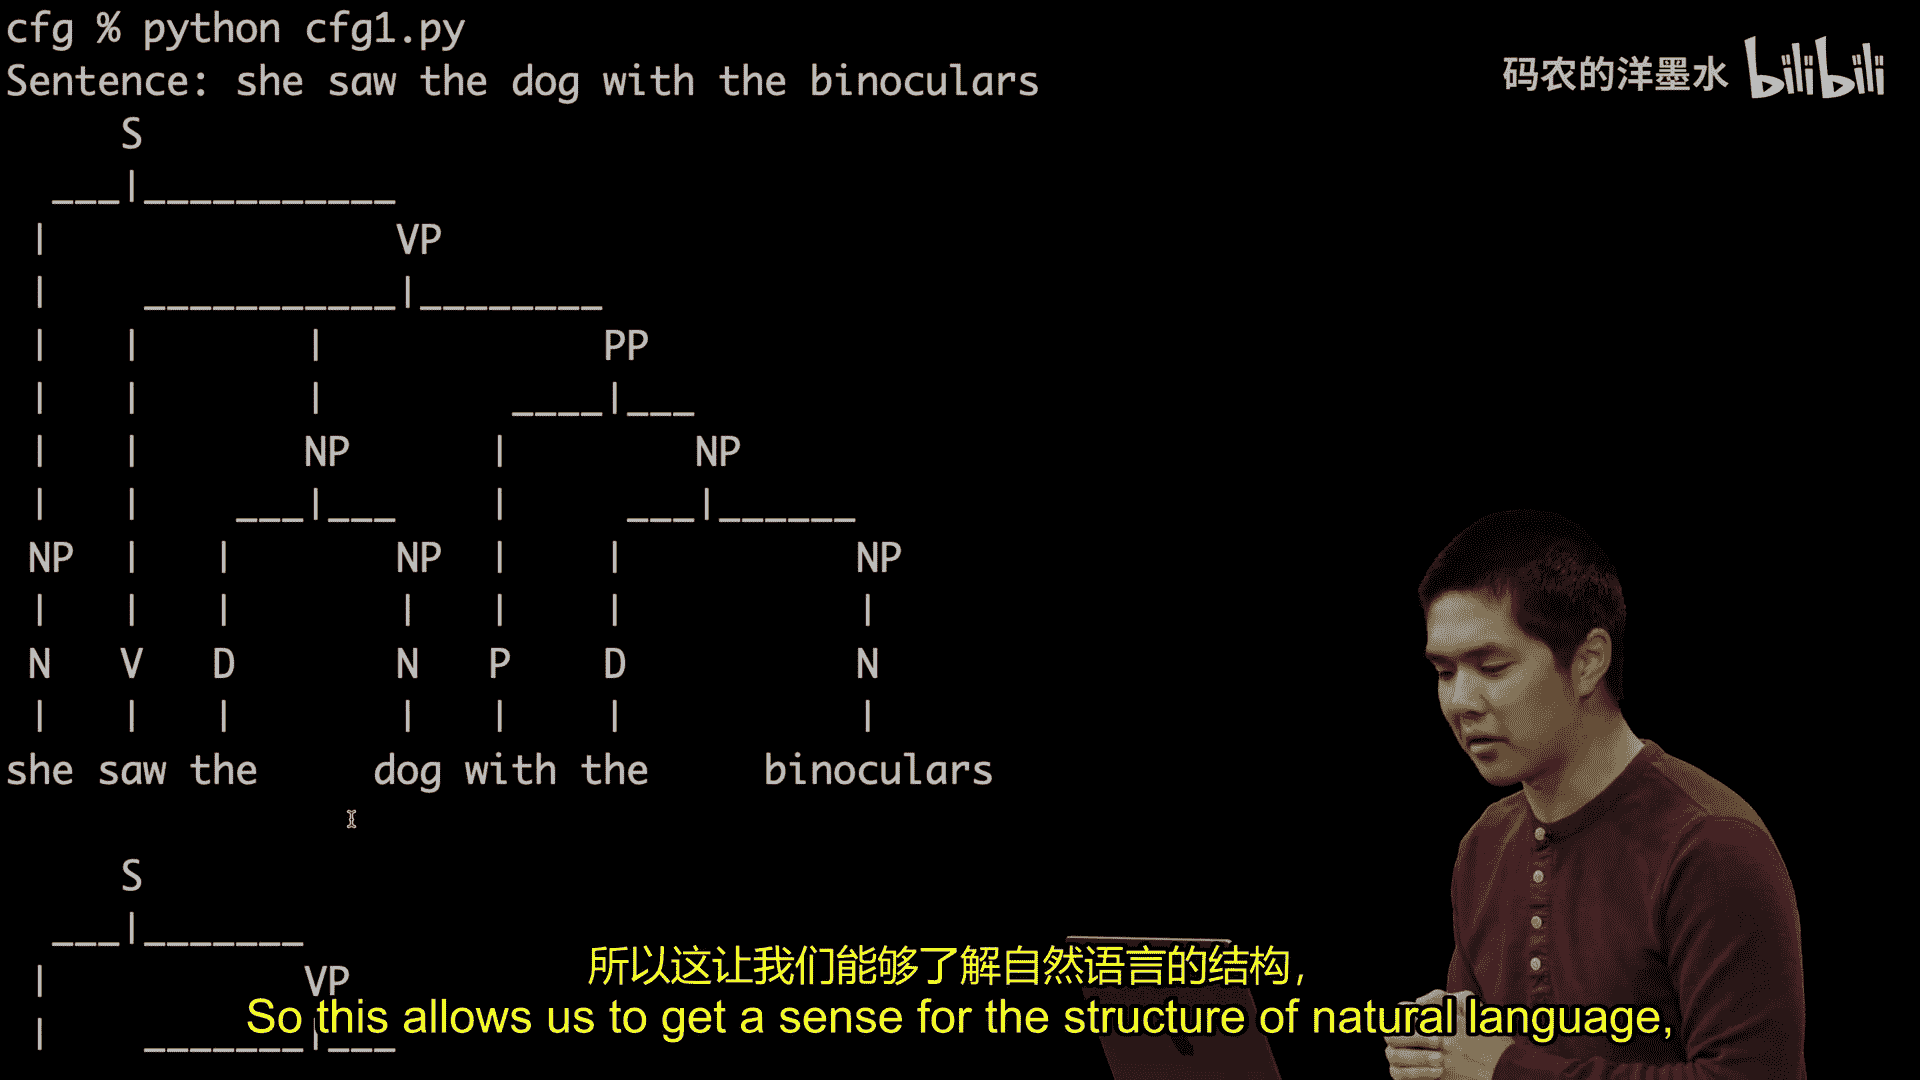 cfg % python cfg1.py
Sentence: she saw the dog with the binoculars
码农的洋墨水 bilibili
S
VP
PP
NP NP
NP NP NP
N V D N P D N
she saw the dog with the binoculars
S
VP
所以这让我们能够了解自然语言的结构，
So this allows us to get a sense for the structure of natural language,